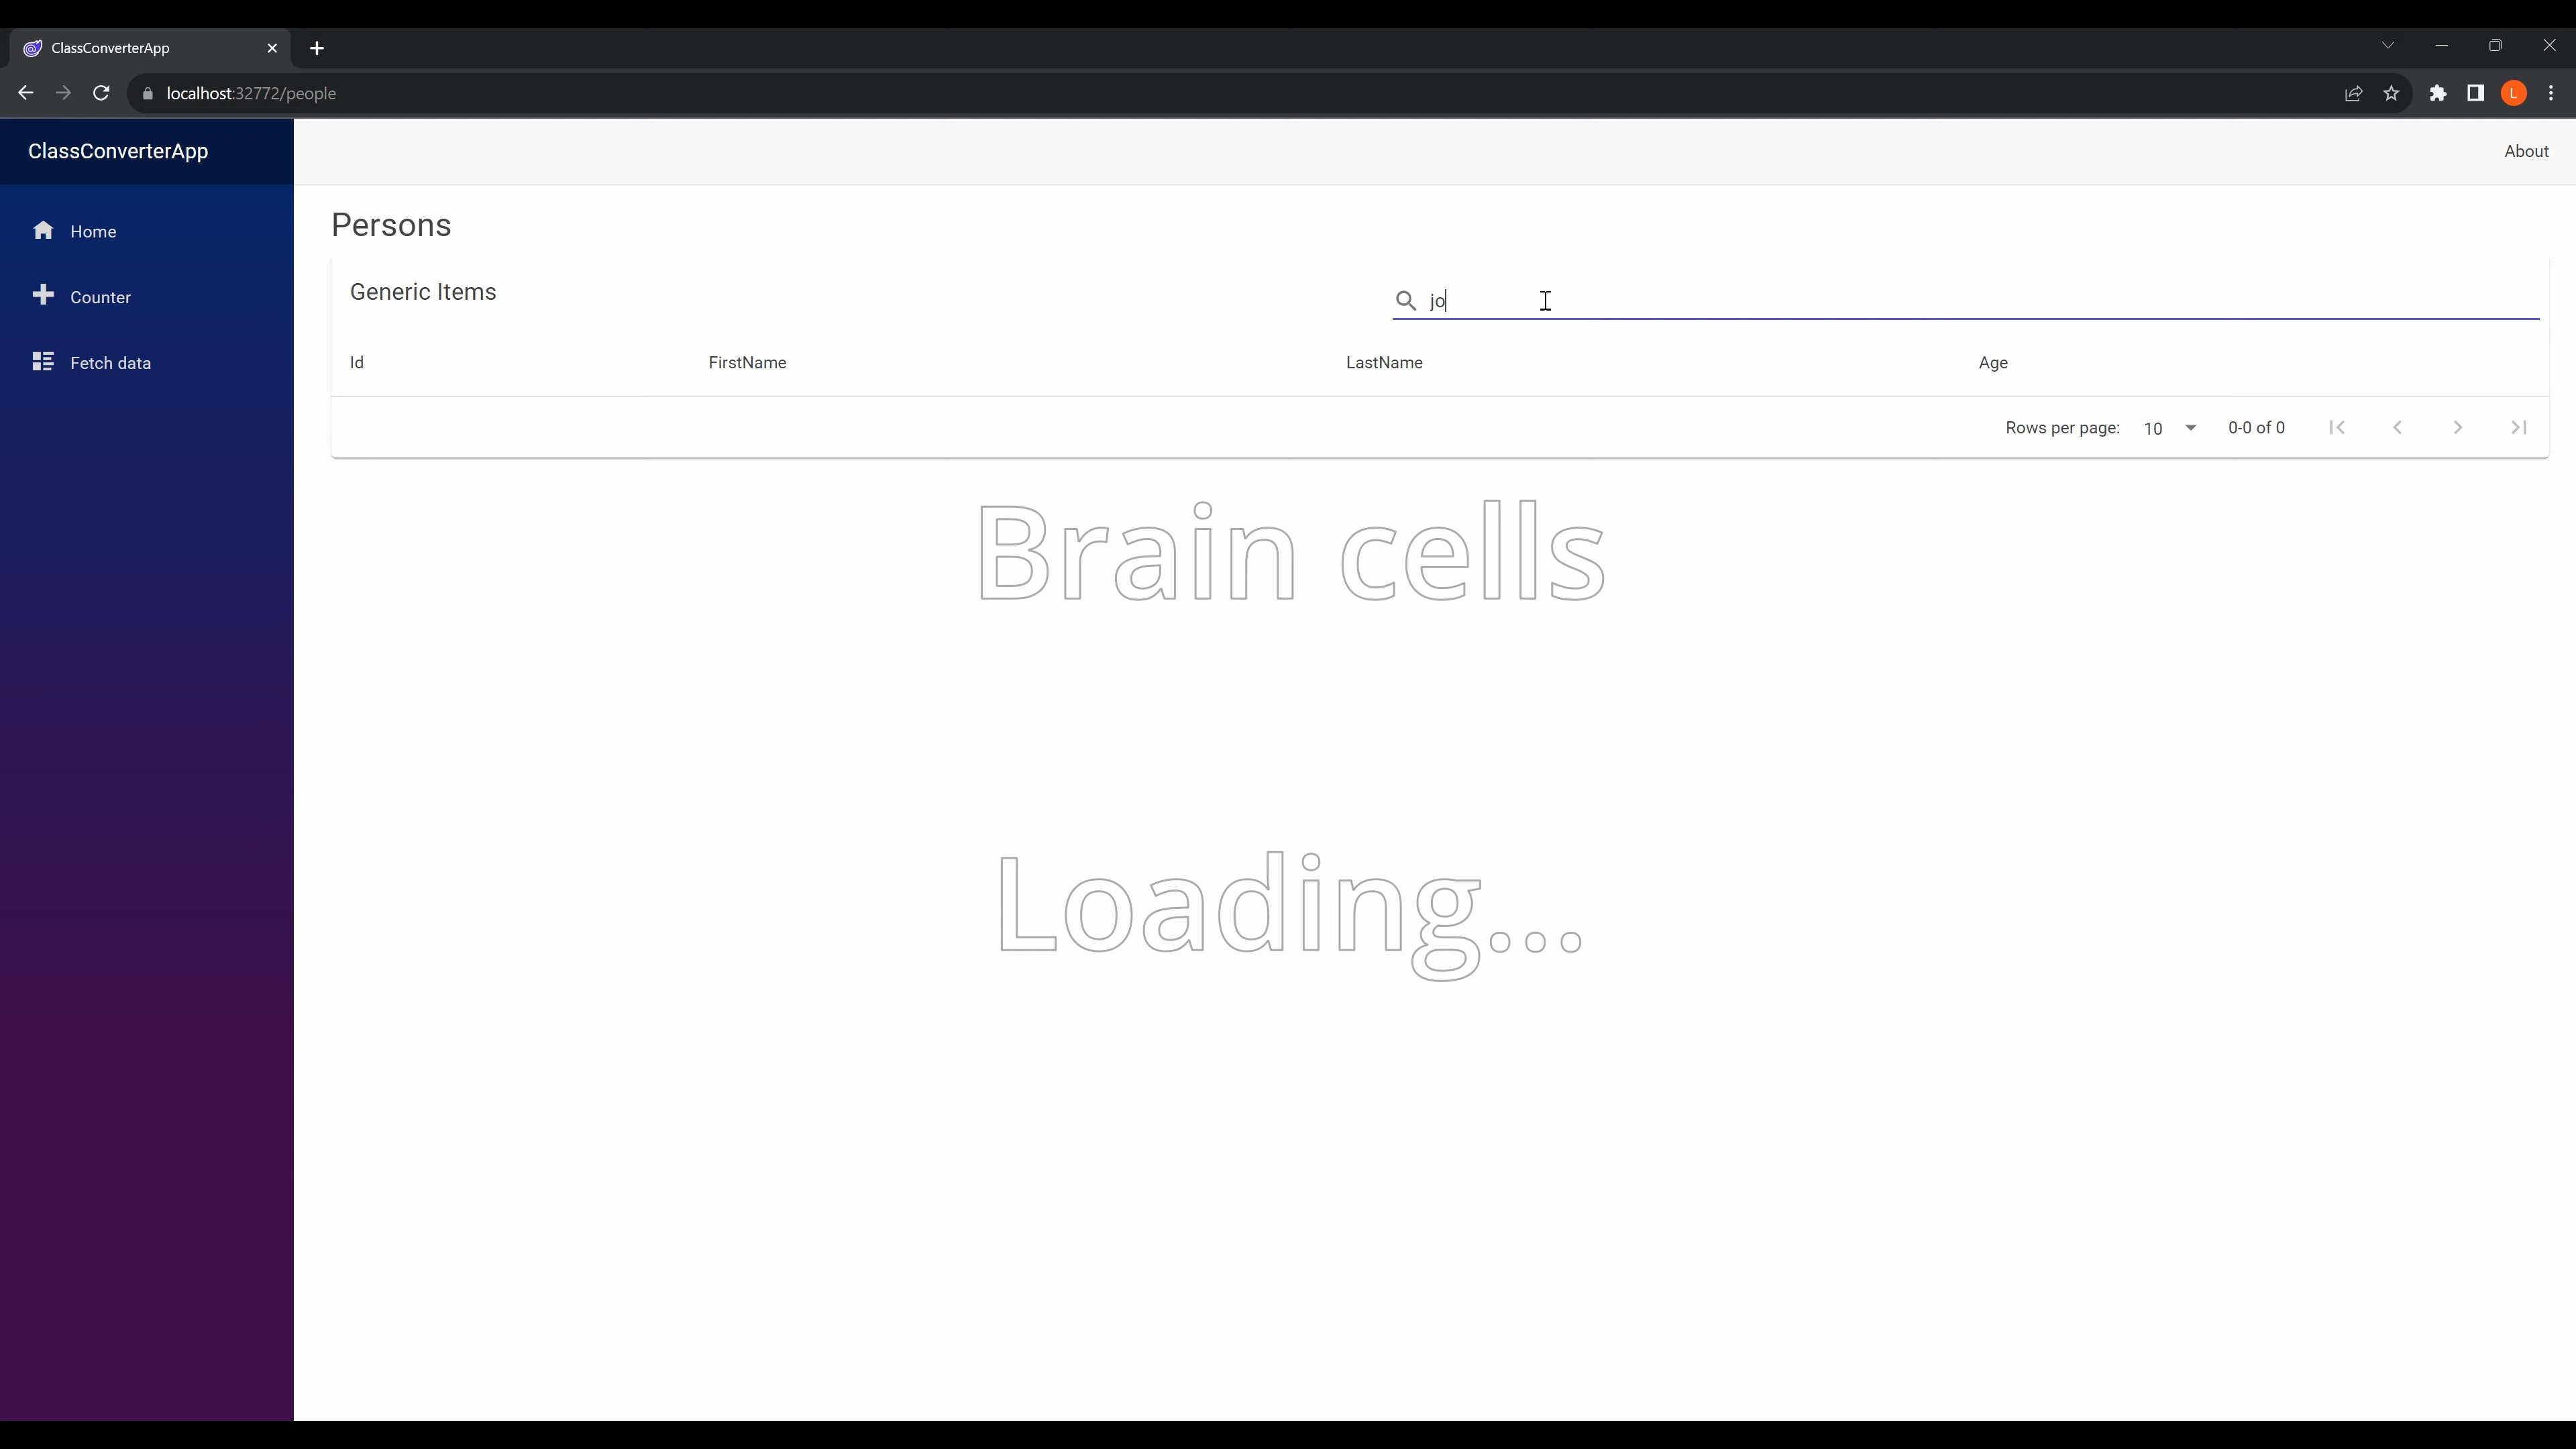 ClassConverterApp
localhost:32772/people
L
ClassConverterApp
About
Home
Counter
Fetch data
Persons
Generic Items
jo
Id FirstName LastName Age
Rows per page: 10 0-0 of 0
Brain cells
Loading...